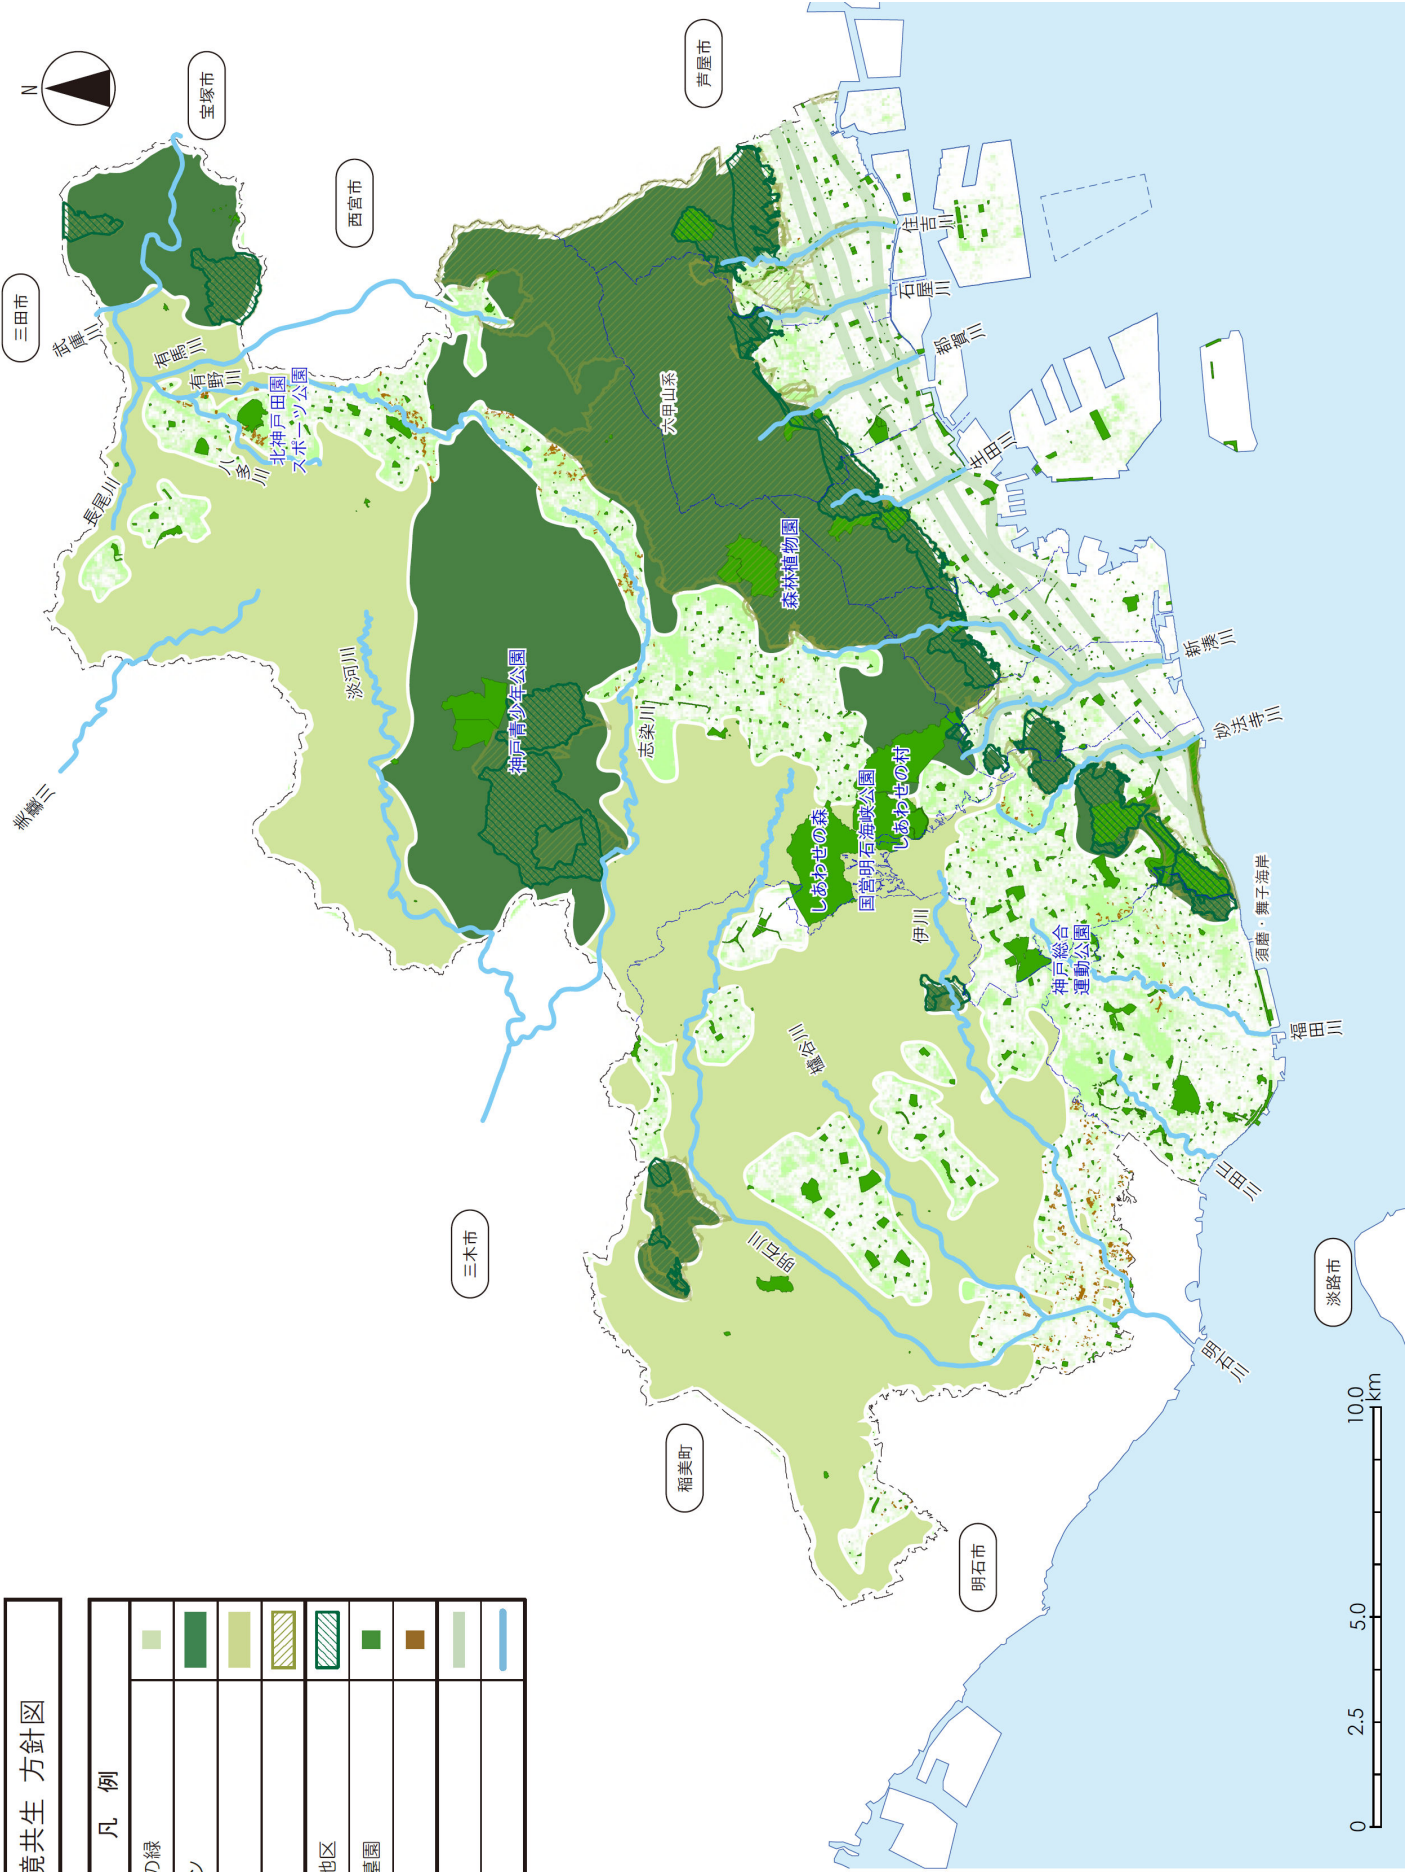 境共生 方針図
凡 例
の緑
ン
地区
墓園
N
宝塚市
三田市
西宮市
芦屋市
三木市
稲美町
明石市
淡路市
武庫川
有馬川
有野川
八多川
長尾川
北神戸田園
スポーツ公園
淡河川
美嚢川
志染川
神戸青少年公園
六甲山系
森林植物園
しあわせの森
国営明石海峡公園
しあわせの村
伊川
櫨谷川
明石川
神戸総合
運動公園
住吉川
石屋川
都賀川
生田川
新湊川
妙法寺川
須磨・舞子海岸
福田川
山田川
明石川
0
2.5
5.0
10.0
km